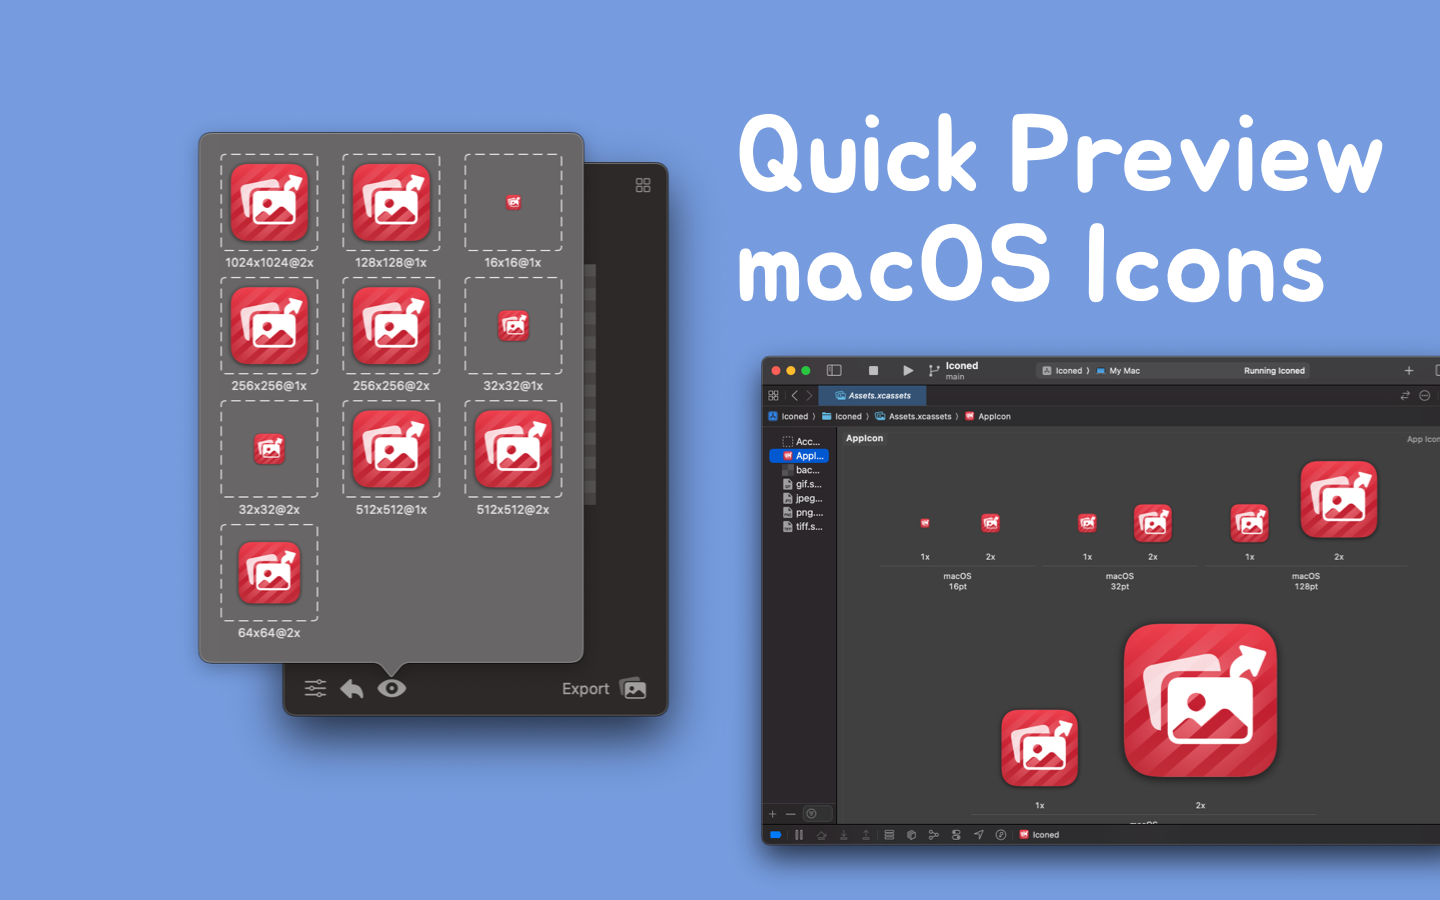 Quick Preview
macOS Icons
1024x1024@2x
128x128@1x
16x16@1x
256x256@1x
256x256@2x
32x32@1x
32x32@2x
512x512@1x
512x512@2x
64x64@2x
Export
Iconed
main
Iconed 〉 My Mac
Running Iconed
Assets.xcassets
Iconed 〉 Iconed 〉 Assets.xcassets 〉 AppIcon
Acc...
AppI...
bac...
gif.s...
jpeg...
png....
tiff.s...
AppIcon
App Icon
1x
2x
macOS
16pt
1x
2x
macOS
32pt
1x
2x
macOS
128pt
1x
2x
Iconed